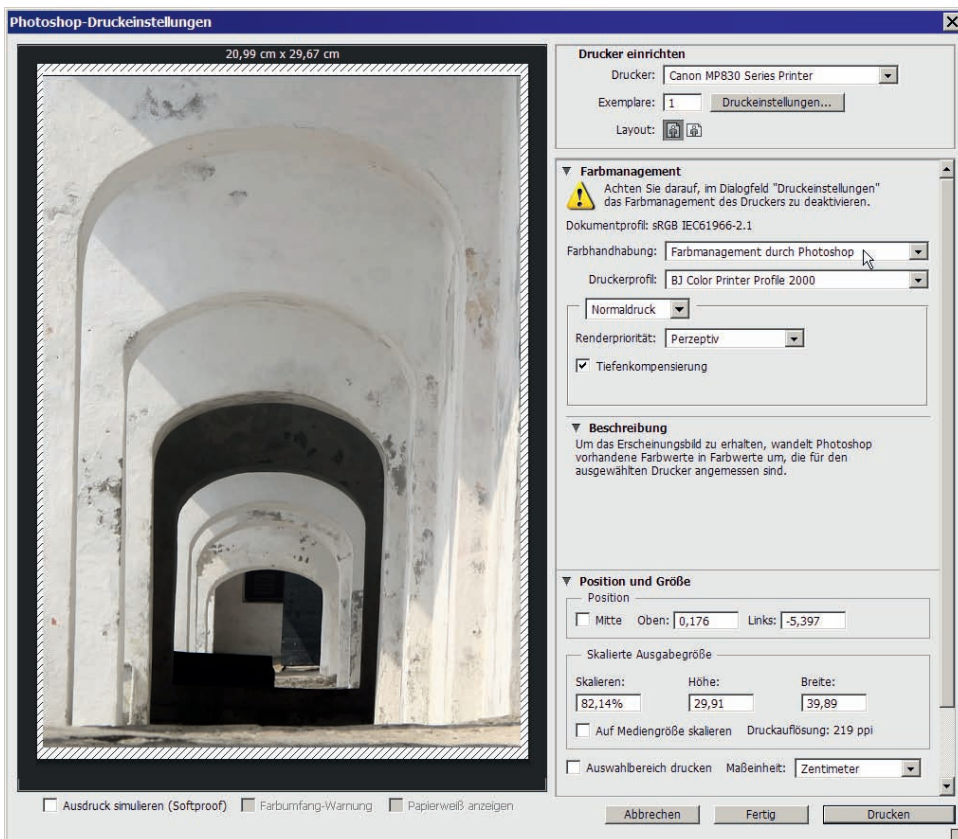 Photoshop-Druckeinstellungen
20,99 cm x 29,67 cm
Drucker einrichten
Drucker: Canon MP830 Series Printer
Exemplare: 1 Druckeinstellungen...
Layout:
Farbmanagement
Achten Sie darauf, im Dialogfeld "Druckeinstellungen"
das Farbmanagement des Druckers zu deaktivieren.
Dokumentprofil: sRGB IEC61966-2.1
Farbhandhabung: Farbmanagement durch Photoshop
Druckerprofil: BJ Color Printer Profile 2000
Normaldruck
Renderpriorität: Perzeptiv
Tiefenkompensierung
Beschreibung
Um das Erscheinungsbild zu erhalten, wandelt Photoshop
vorhandene Farbwerte in Farbwerte um, die für den
ausgewählten Drucker angemessen sind.
Position und Größe
Position
Mitte Oben: 0,176 Links: -5,397
Skalierte Ausgabegröße
Skalieren: Höhe: Breite:
82,14% 29,91 39,89
Auf Mediengröße skalieren Druckauflösung: 219 ppi
Auswahlbereich drucken Maßeinheit: Zentimeter
Ausdruck simulieren (Softproof) Farbumfang-Warnung Papierweiß anzeigen
Abbrechen Fertig Drucken